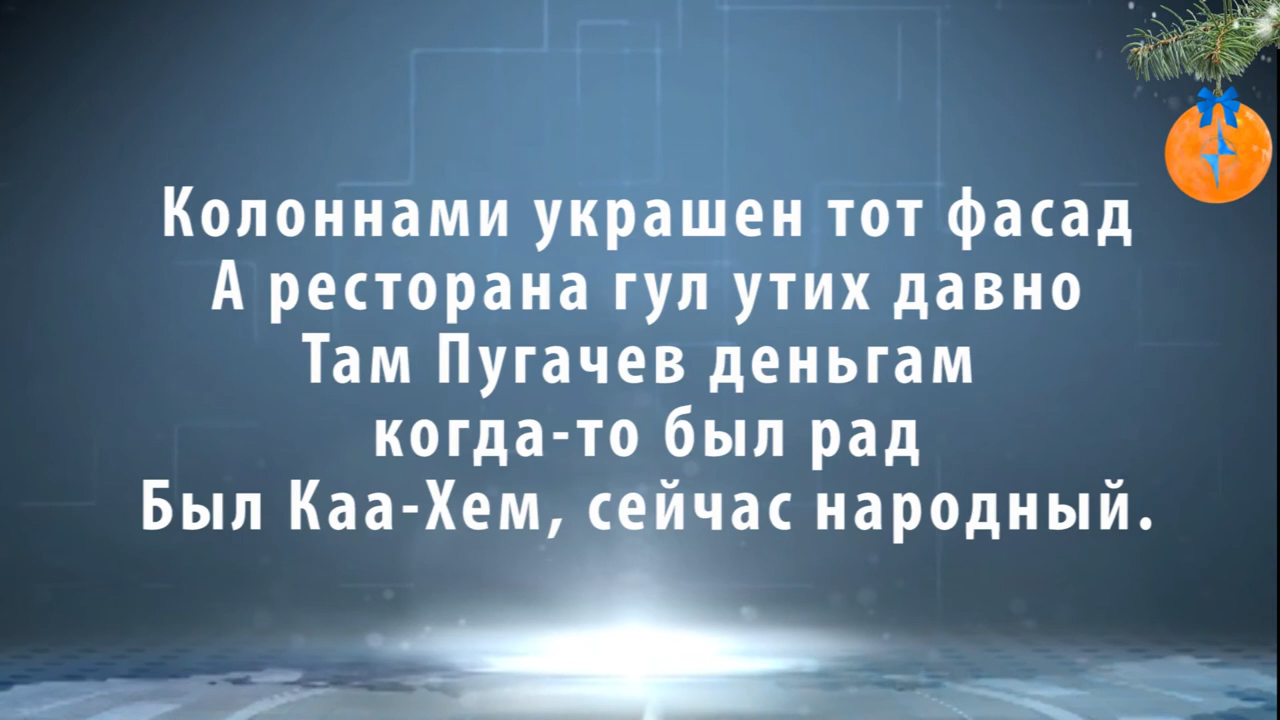 Колоннами украшен тот фасад
А ресторана гул утих давно
Там Пугачев деньгам
когда-то был рад
Был Каа-Хем, сейчас народный.